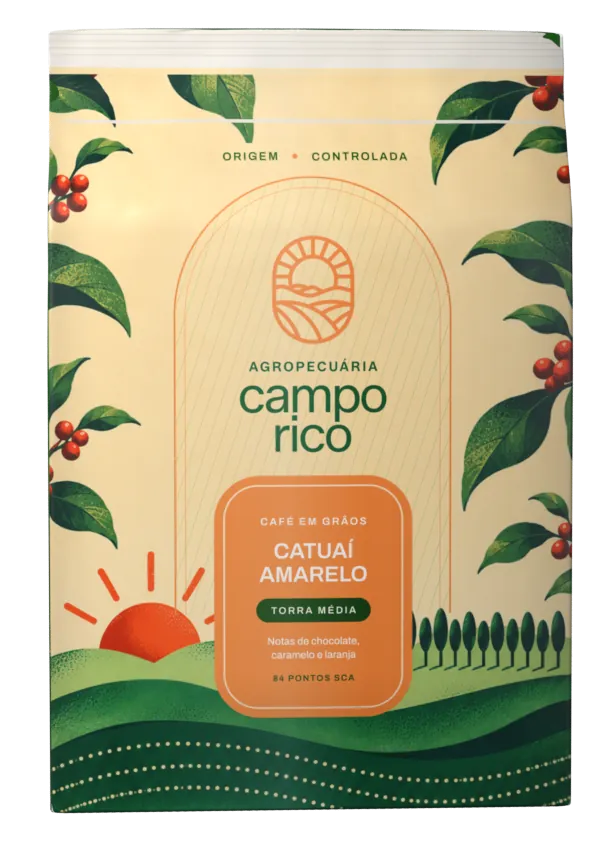 ORIGEM • CONTROLADA
AGROPECUÁRIA
campo
rico
CAFÉ EM GRÃOS
CATUAÍ
AMARELO
TORRA MÉDIA
Notas de chocolate,
caramelo e laranja
84 PONTOS SCA